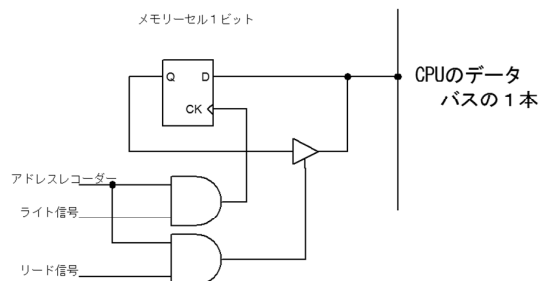 メモリーセル１ビット
Q D
CK
CPUのデータ
バスの１本
アドレスレコーダー
ライト信号
リード信号